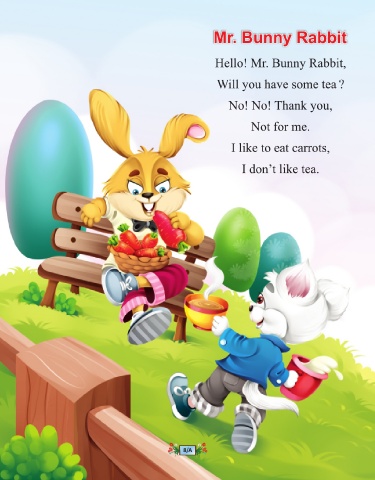 Mr. Bunny Rabbit
Hello! Mr. Bunny Rabbit,
Will you have some tea?
No! No! Thank you,
Not for me.
I like to eat carrots,
I don't like tea.
8/A